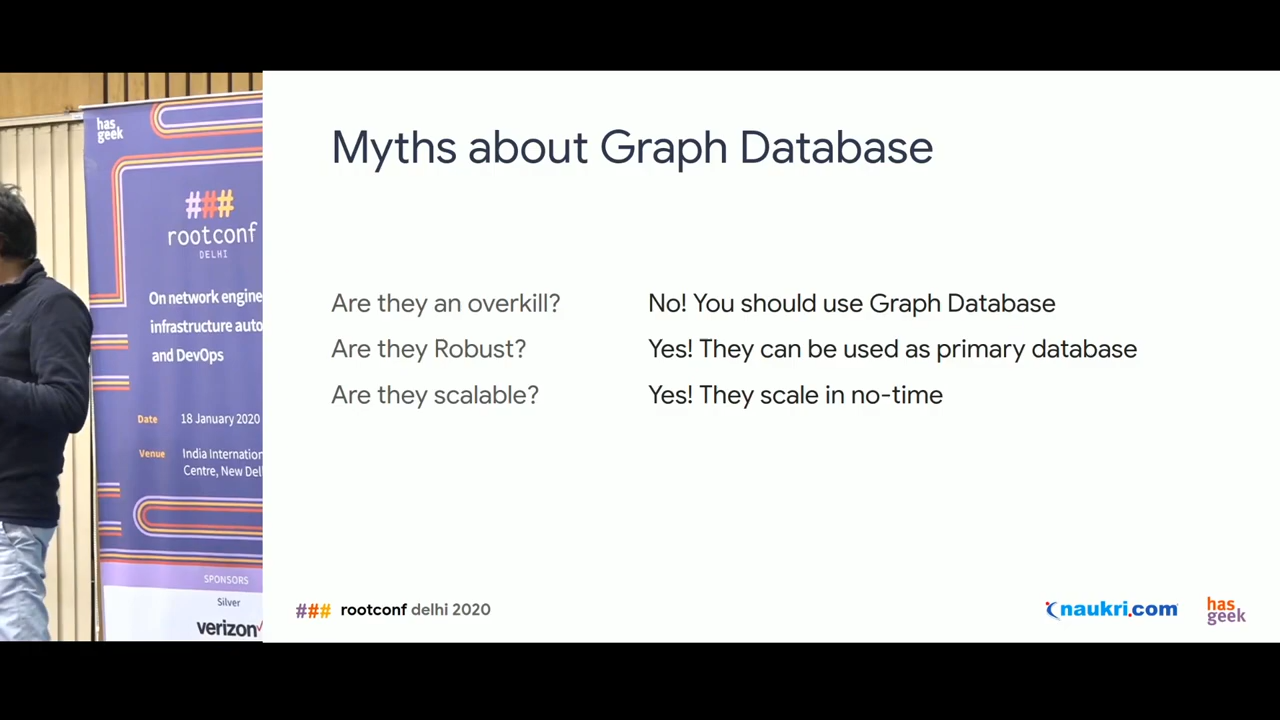 has
geek
###
rootconf
DELHI
On network engine
infrastructure auto
and DevOps
Date 18 January 2020
Venue India Internation
Centre, New Del
SPONSORS
Silver
verizon✓
Myths about Graph Database
Are they an overkill? No! You should use Graph Database
Are they Robust? Yes! They can be used as primary database
Are they scalable? Yes! They scale in no-time
### rootconf delhi 2020
naukri.com
has
geek